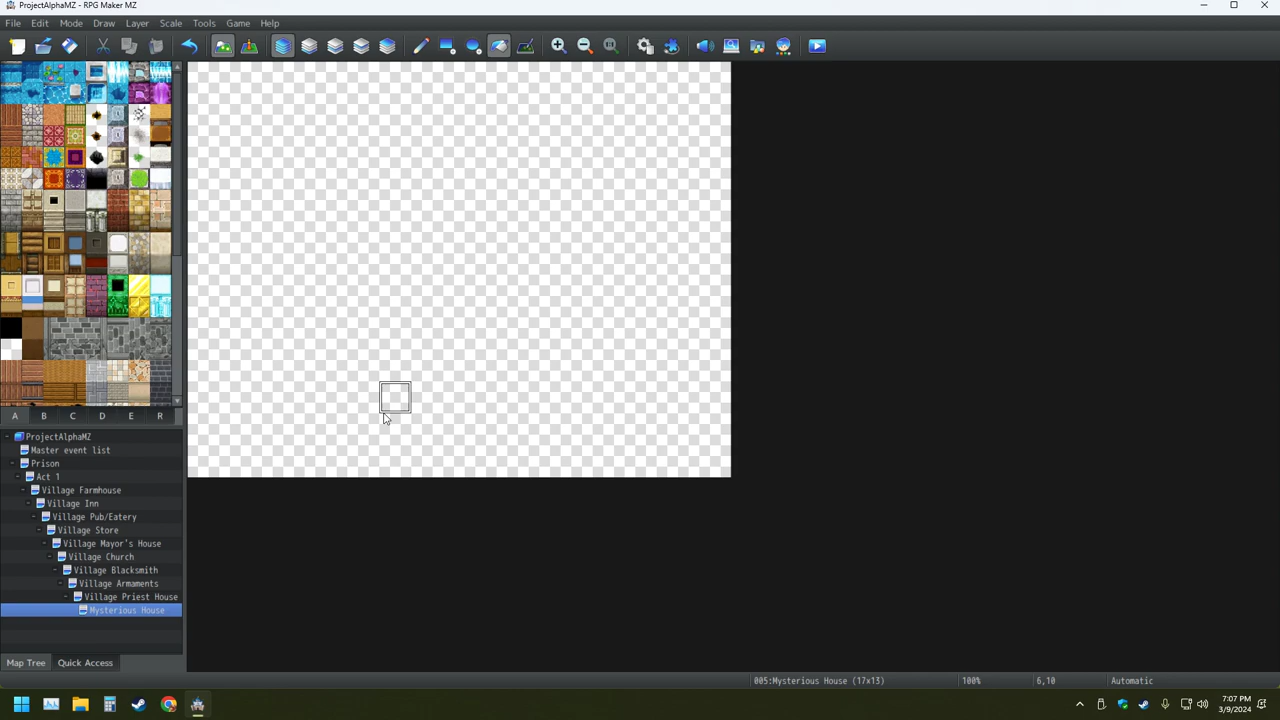 ProjectAlphaMZ - RPG Maker MZ
File Edit Mode Draw Layer Scale Tools Game Help
A B C D E R
ProjectAlphaMZ
Master event list
Prison
Act 1
Village Farmhouse
Village Inn
Village Pub/Eatery
Village Store
Village Mayor's House
Village Church
Village Blacksmith
Village Armaments
Village Priest House
Mysterious House
Map Tree Quick Access
005:Mysterious House (17×13) 100% 6,10 Automatic
7:07 PM
3/9/2024